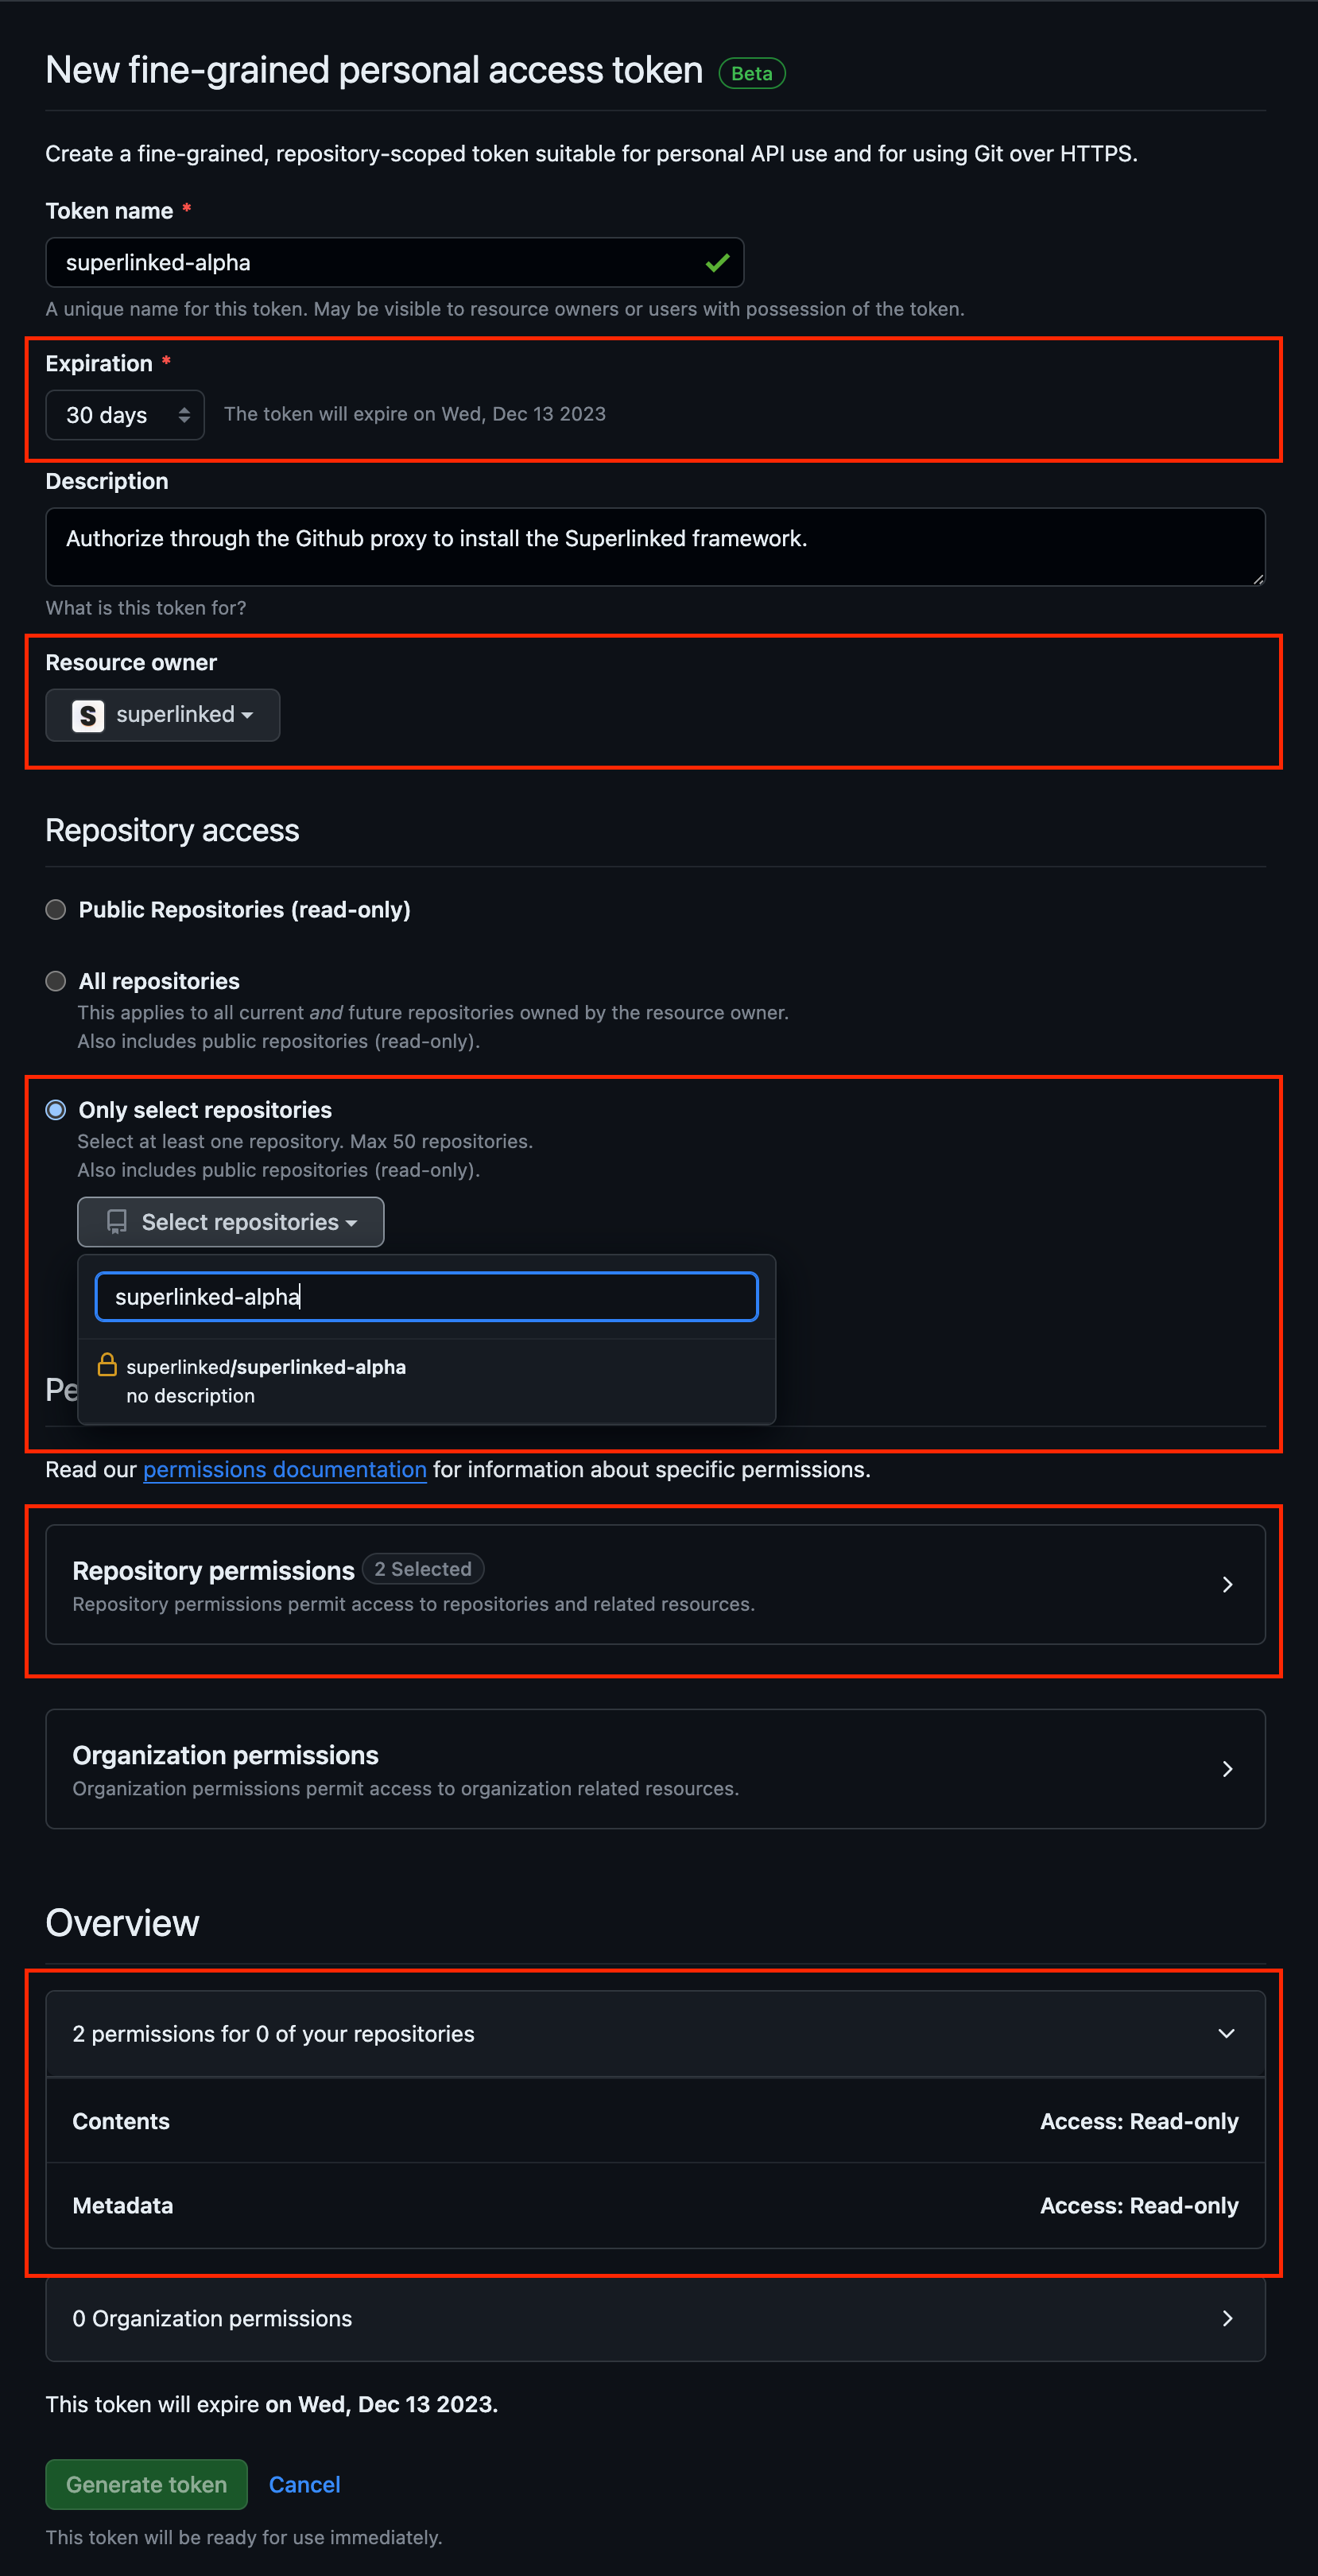 New fine-grained personal access token Beta
Create a fine-grained, repository-scoped token suitable for personal API use and for using Git over HTTPS.
Token name *
superlinked-alpha
A unique name for this token. May be visible to resource owners or users with possession of the token.
Expiration *
30 days The token will expire on Wed, Dec 13 2023
Description
Authorize through the Github proxy to install the Superlinked framework.
What is this token for?
Resource owner
S superlinked
Repository access
Public Repositories (read-only)
All repositories
This applies to all current and future repositories owned by the resource owner.
Also includes public repositories (read-only).
Only select repositories
Select at least one repository. Max 50 repositories.
Also includes public repositories (read-only).
Select repositories
superlinked-alpha
superlinked/superlinked-alpha
Pe
no description
Read our permissions documentation for information about specific permissions.
Repository permissions 2 Selected
Repository permissions permit access to repositories and related resources.
Organization permissions
Organization permissions permit access to organization related resources.
Overview
2 permissions for 0 of your repositories
Contents Access: Read-only
Metadata Access: Read-only
0 Organization permissions
This token will expire on Wed, Dec 13 2023.
Generate token Cancel
This token will be ready for use immediately.